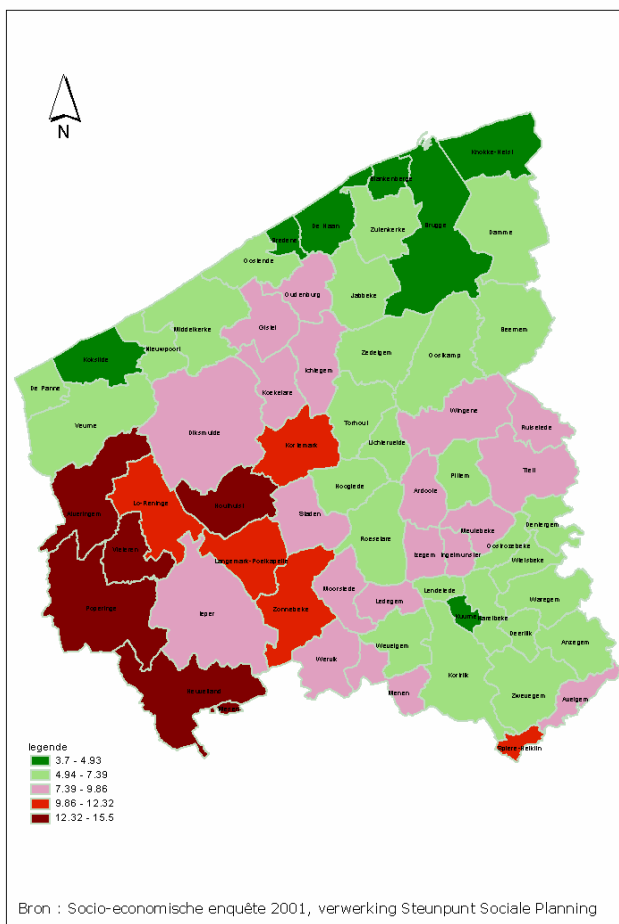 N
Knokke-Heist
Blankenberge
De Haan
Brugge
Bredene
Zuienkerke
Damme
Oostende
Oudenburg
Jabbeke
Middelkerke
Gistel
Beernem
Nieuwpoort
Koksijde
Ichtegem
Zedelgem
Oostkamp
De Panne
Koekelare
Veurne
Wingene
Diksmuide
Torhout
Ruiselede
Kortemark
Lichtervelde
Tielt
Hooglede
Ardooie
Pittem
Lo-Reninge
Houthulst
Alveringem
Staden
Meulebeke
Dentergem
Roeselare
Oostrozebeke
Vleteren
Izegem
Ingelmunster
Langemark-Poelkapelle
Wielsbeke
Moorslede
Lendelede
Waregem
Poperinge
Ledegem
Zonnebeke
Ieper
Kuurne
Harelbeke
Deerlijk
Anzegem
Wevelgem
Wervik
Kortrijk
Heuvelland
Menen
Zwevegem
Avelgem
Mesen
Spiere-Helkijn
legende
3.7 - 4.93
4.94 - 7.39
7.39 - 9.86
9.86 - 12.32
12.32 - 15.5
Bron : Socio-economische enquête 2001, verwerking Steunpunt Sociale Planning